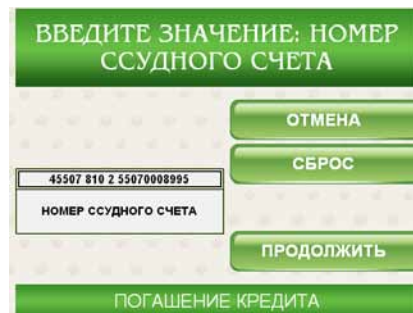 ВВЕДИТЕ ЗНАЧЕНИЕ: НОМЕР
ССУДНОГО СЧЕТА
ОТМЕНА
СБРОС
45507 810 2 55070008995
НОМЕР ССУДНОГО СЧЕТА
ПРОДОЛЖИТЬ
ПОГАШЕНИЕ КРЕДИТА